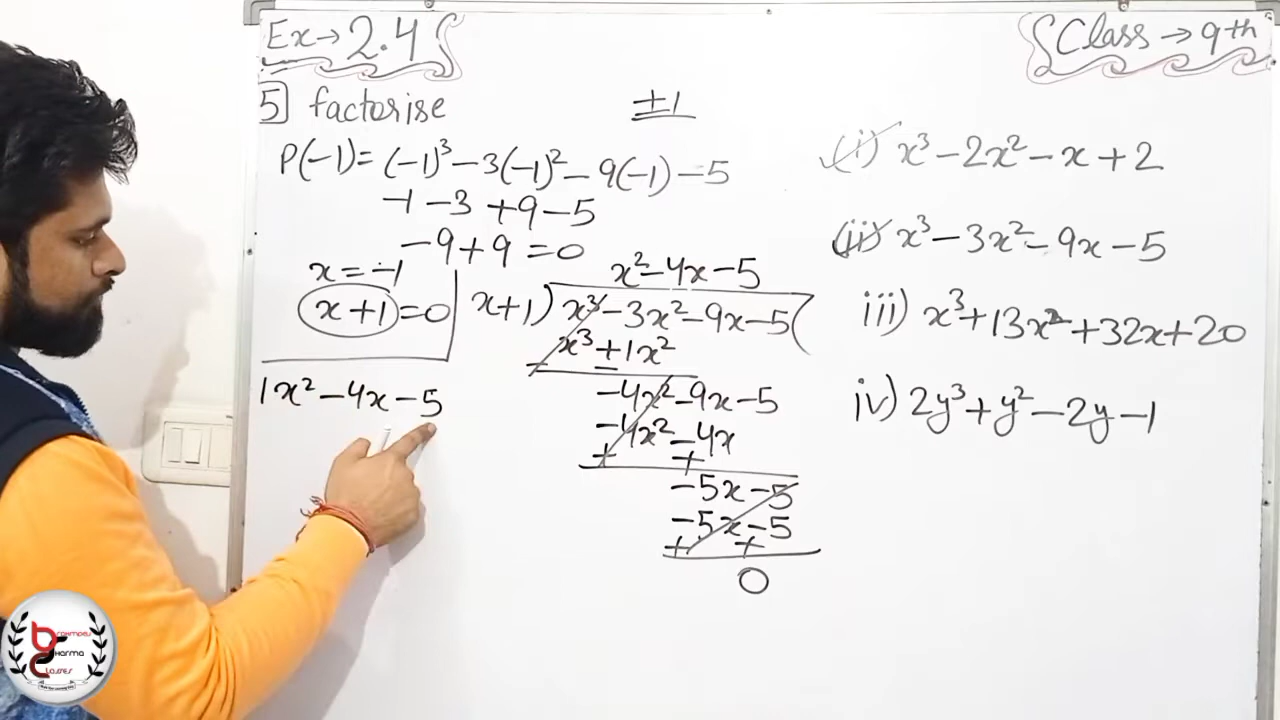 Ex→2.4
Class→9th
5] factorise
±1
P(-1)= (-1)³-3(-1)²-9(-1)-5
-1-3+9-5
-9+9=0
x=-1
x+1=0
x²-4x-5
x+1) x³-3x²-9x-5(
x³+1x²
- -
-4x²-9x-5
-4x²-4x
+ +
-5x-5
-5x-5
+ +
0
1x²-4x-5
(i) x³-2x²-x+2
(ii) x³-3x²-9x-5
iii) x³+13x²+32x+20
iv) 2y³+y²-2y-1
Classes